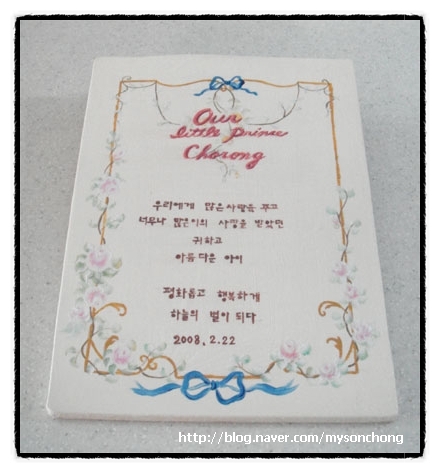 Our
little prince
Chorong
우리에게 많은사랑을 주고
너무나 많은이의 사랑을 받았던
귀하고
아름다운 아이
평화롭고 행복하게
하늘의 별이 되다
2008. 2. 22
http://blog.naver.com/mysonchong